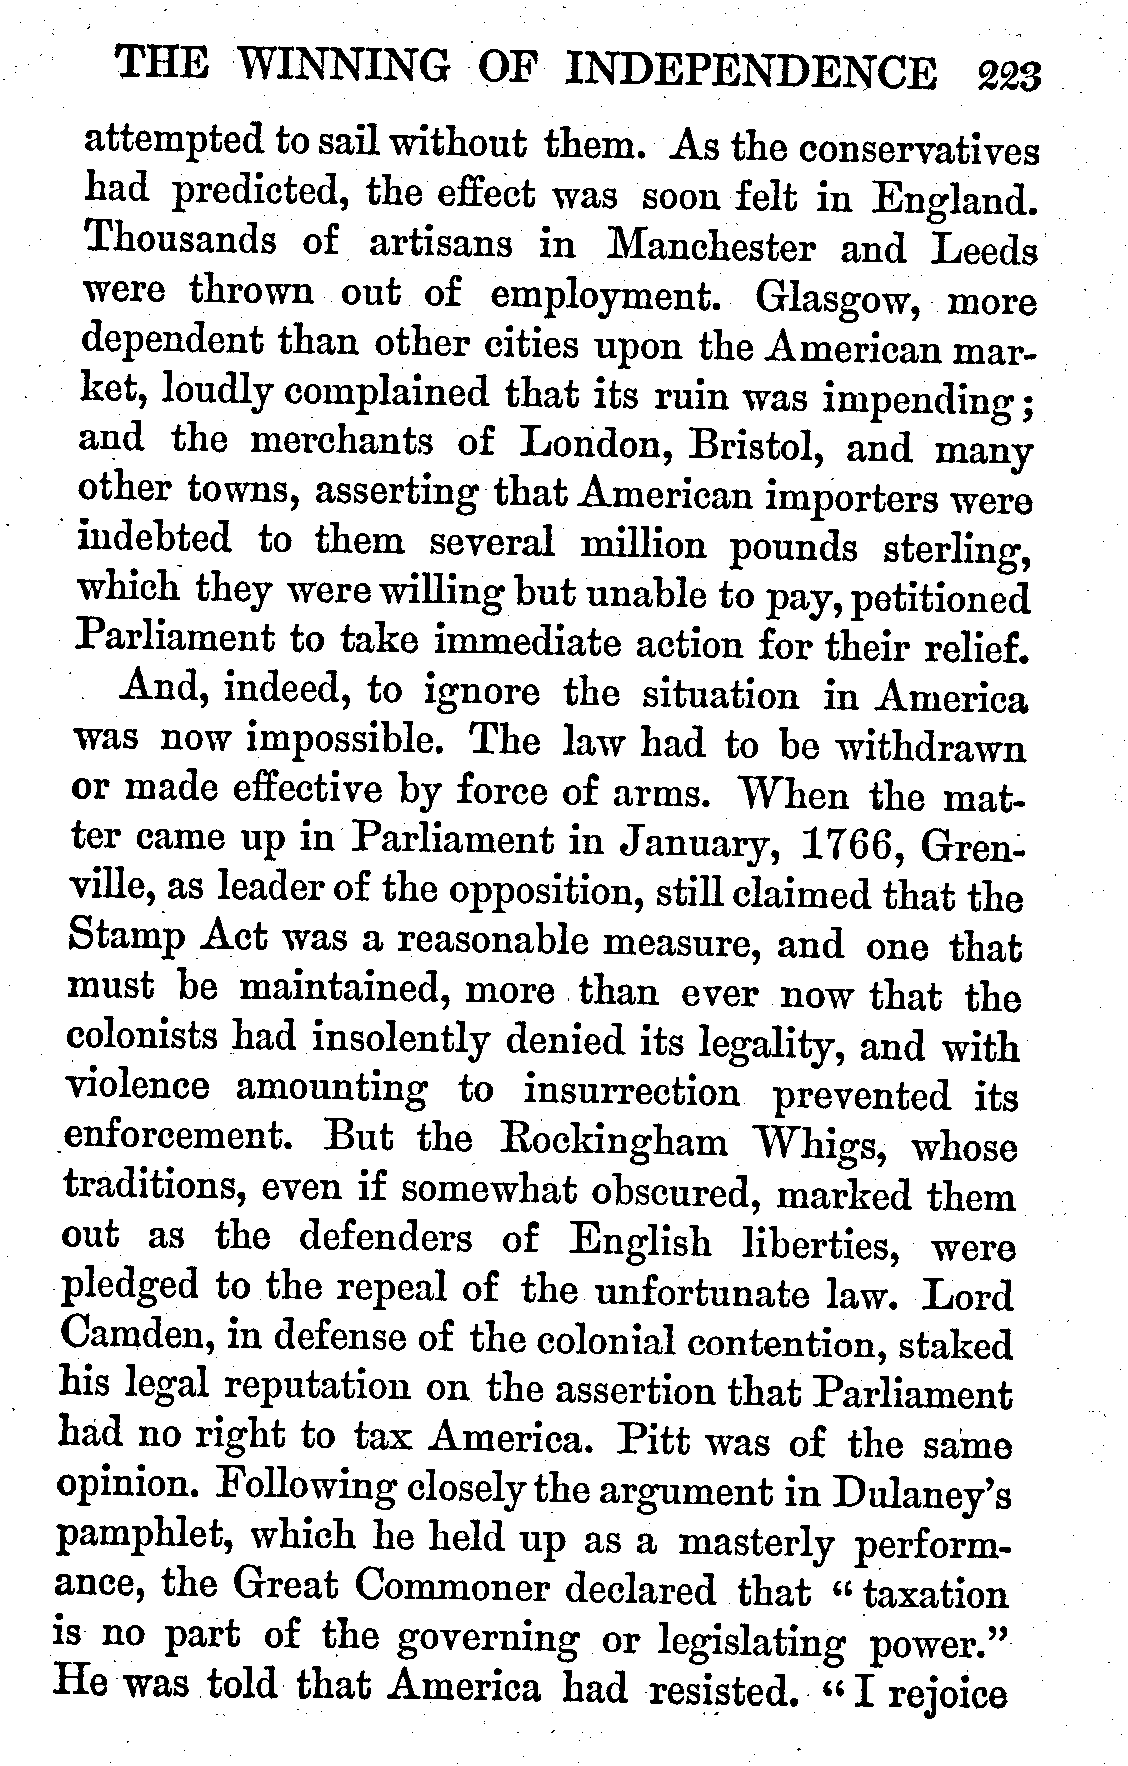 THE WINNING OF INDEPENDENCE 223
attempted to sail without them. As the conservatives
had predicted, the effect was soon felt in England.
Thousands of artisans in Manchester and Leeds
were thrown out of employment. Glasgow, more
dependent than other cities upon the American mar-
ket, loudly complained that its ruin was impending;
and the merchants of London, Bristol, and many
other towns, asserting that American importers were
indebted to them several million pounds sterling,
which they were willing but unable to pay, petitioned
Parliament to take immediate action for their relief.
And, indeed, to ignore the situation in America
was now impossible. The law had to be withdrawn
or made effective by force of arms. When the mat-
ter came up in Parliament in January, 1766, Gren-
ville, as leader of the opposition, still claimed that the
Stamp Act was a reasonable measure, and one that
must be maintained, more than ever now that the
colonists had insolently denied its legality, and with
violence amounting to insurrection prevented its
enforcement. But the Rockingham Whigs, whose
traditions, even if somewhat obscured, marked them
out as the defenders of English liberties, were
pledged to the repeal of the unfortunate law. Lord
Camden, in defense of the colonial contention, staked
his legal reputation on the assertion that Parliament
had no right to tax America. Pitt was of the same
opinion. Following closely the argument in Dulaney's
pamphlet, which he held up as a masterly perform-
ance, the Great Commoner declared that "taxation
is no part of the governing or legislating power."
He was told that America had resisted. "I rejoice